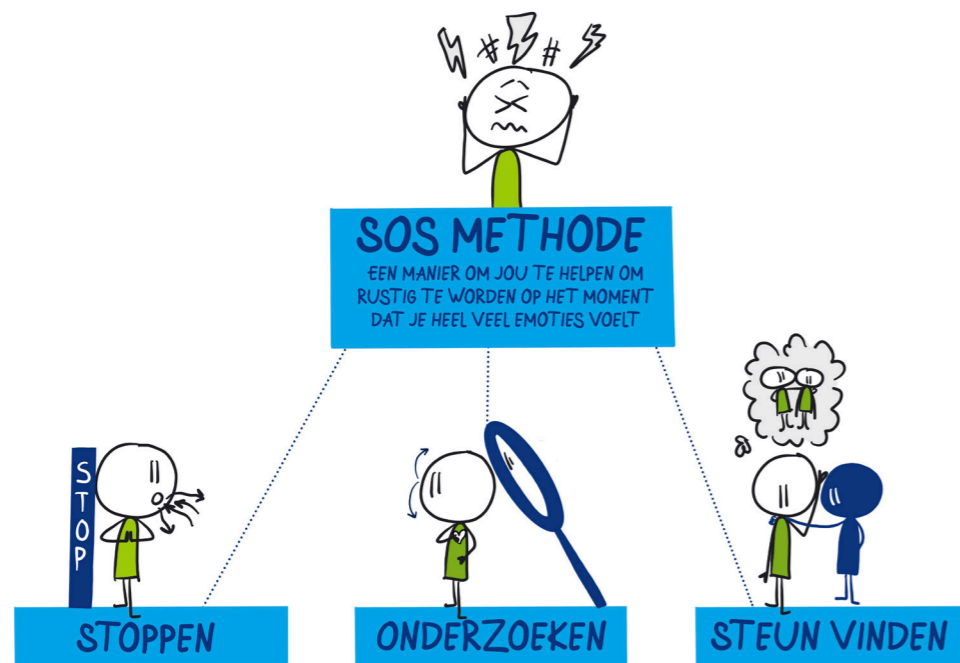 SOS METHODE
EEN MANIER OM JOU TE HELPEN OM
RUSTIG TE WORDEN OP HET MOMENT
DAT JE HEEL VEEL EMOTIES VOELT
STOP
STOPPEN
ONDERZOEKEN
STEUN VINDEN